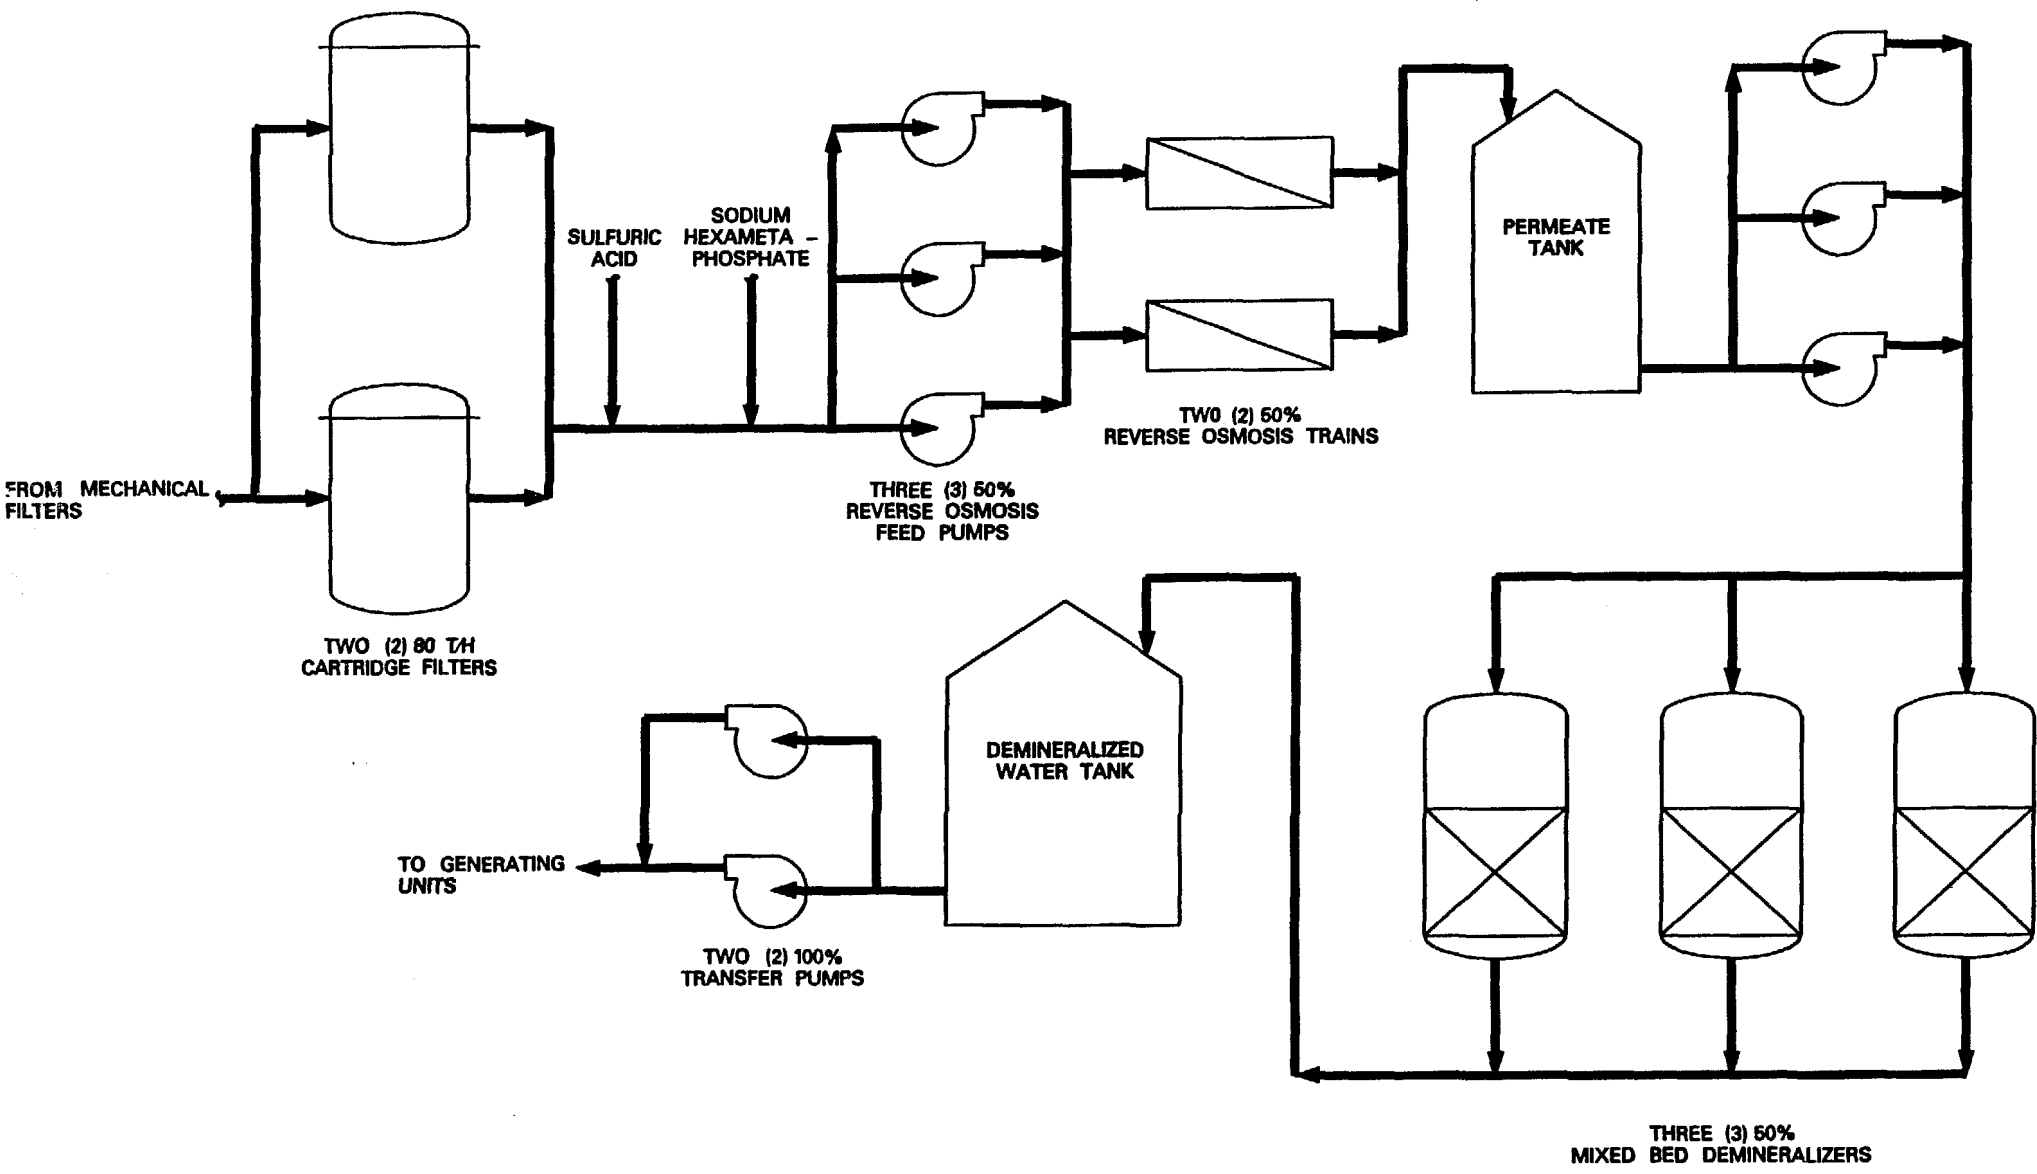 SULFURIC
ACID
SODIUM
HEXAMETA -
PHOSPHATE
PERMEATE
TANK
TWO (2) 50%
REVERSE OSMOSIS TRAINS
FROM MECHANICAL
FILTERS
THREE (3) 50%
REVERSE OSMOSIS
FEED PUMPS
TWO (2) 80 T/H
CARTRIDGE FILTERS
DEMINERALIZED
WATER TANK
TO GENERATING
UNITS
TWO (2) 100%
TRANSFER PUMPS
THREE (3) 50%
MIXED BED DEMINERALIZERS